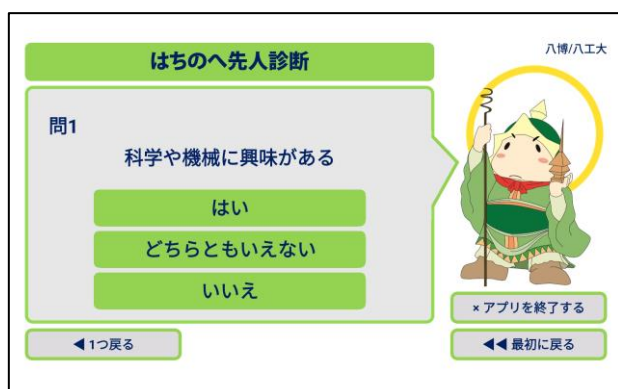 八博/八工大
はちのへ先人診断
問1
科学や機械に興味がある
はい
どちらともいえない
いいえ
× アプリを終了する
◀ 1つ戻る
◀◀ 最初に戻る